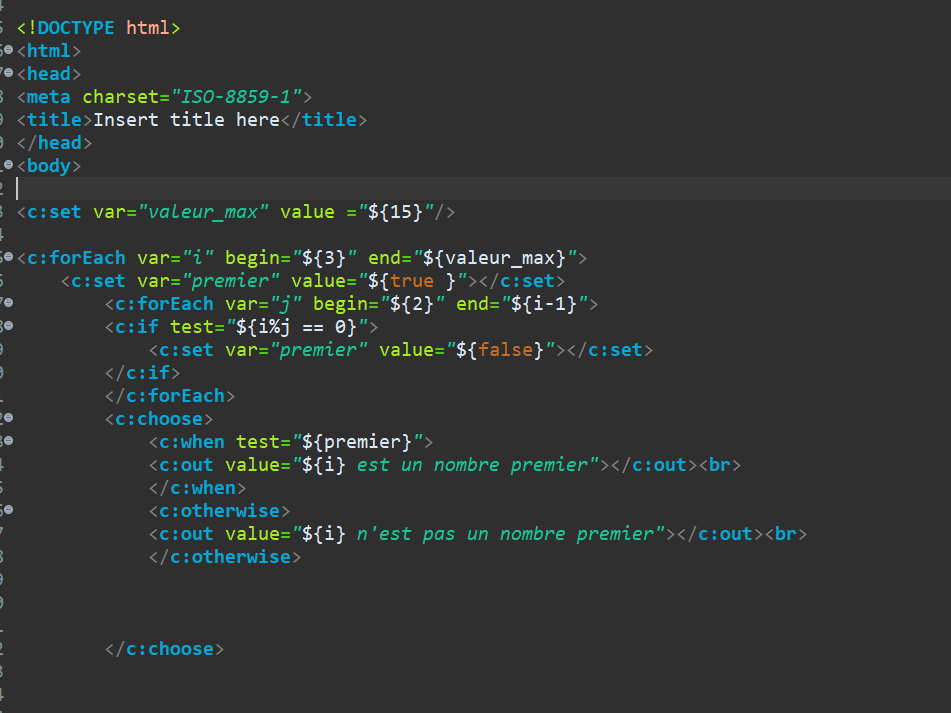 <!DOCTYPE html>
<html>
<head>
<meta charset="ISO-8859-1">
<title>Insert title here</title>
</head>
<body>
<c:set var="valeur_max" value ="${15}"/>
<c:forEach var="i" begin="${3}" end="${valeur_max}">
<c:set var="premier" value="${true }"></c:set>
<c:forEach var="j" begin="${2}" end="${i-1}">
<c:if test="${i%j == 0}">
<c:set var="premier" value="${false}"></c:set>
</c:if>
</c:forEach>
<c:choose>
<c:when test="${premier}">
<c:out value="${i} est un nombre premier"></c:out><br>
</c:when>
<c:otherwise>
<c:out value="${i} n'est pas un nombre premier"></c:out><br>
</c:otherwise>
</c:choose>